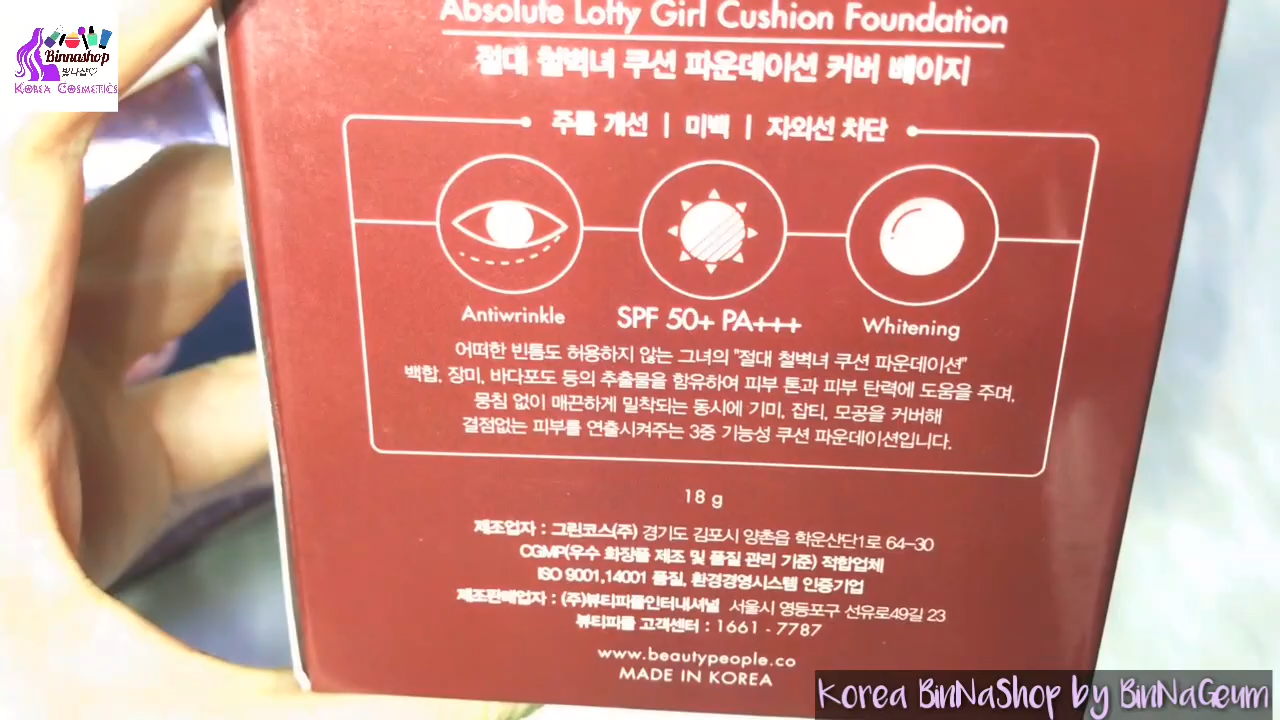 Binnashop
빈나샵♡
Korea Cosmetics
Absolute Lofty Girl Cushion Foundation
절대 철벽녀 쿠션 파운데이션 커버 베이지
주름 개선 | 미백 | 자외선 차단
Antiwrinkle
SPF 50+ PA+++
Whitening
어떠한 빈틈도 허용하지 않는 그녀의 "절대 철벽녀 쿠션 파운데이션"
백합, 장미, 바다포도 등의 추출물을 함유하여 피부 톤과 피부 탄력에 도움을 주며,
뭉침 없이 매끈하게 밀착되는 동시에 기미, 잡티, 모공을 커버해
결점없는 피부를 연출시켜주는 3중 기능성 쿠션 파운데이션입니다.
18 g
제조업자 : 그린코스(주) 경기도 김포시 양촌읍 학운산단1로 64-30
CGMP(우수 화장품 제조 및 품질 관리 기준) 적합업체
ISO 9001,14001 품질, 환경경영시스템 인증기업
제조판매업자 : (주)뷰티피플인터내셔널 서울시 영등포구 선유로49길 23
뷰티피플 고객센터 : 1661 - 7787
www.beautypeople.co
MADE IN KOREA
Korea BinNaShop by BinNaGeum